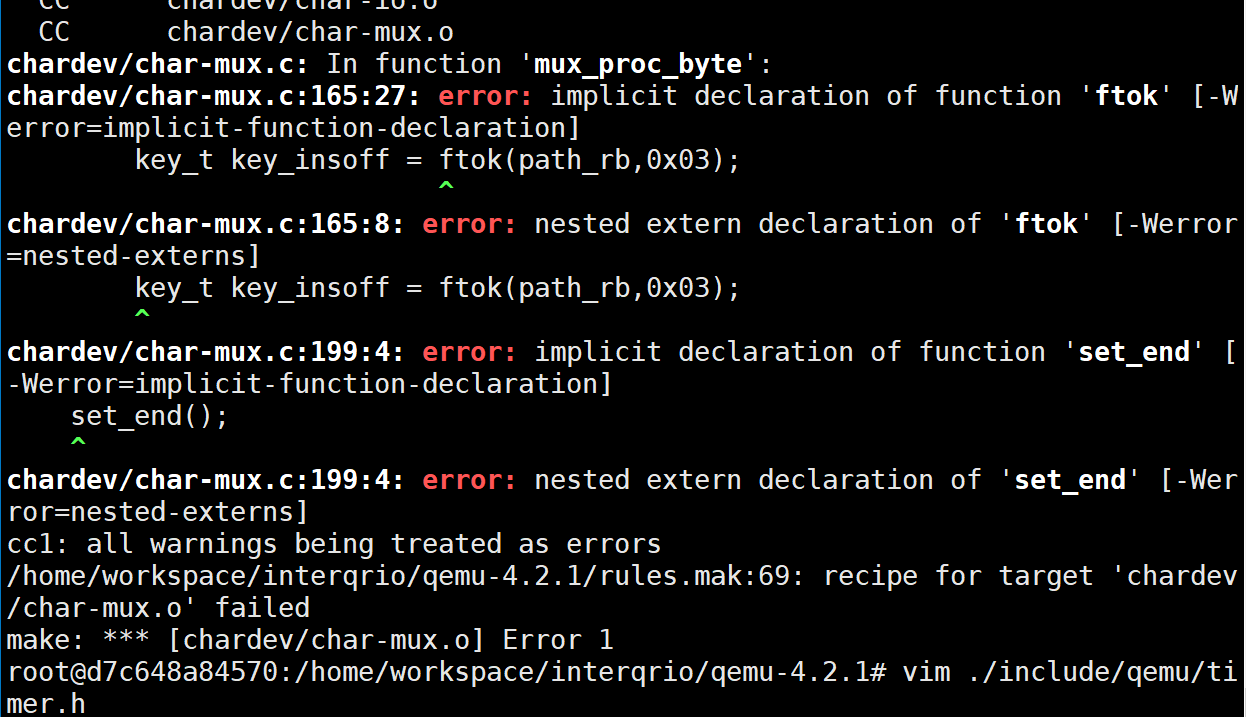 CC      chardev/char-io.o
  CC      chardev/char-mux.o
chardev/char-mux.c: In function 'mux_proc_byte':
chardev/char-mux.c:165:27: error: implicit declaration of function 'ftok' [-W
error=implicit-function-declaration]
        key_t key_insoff = ftok(path_rb,0x03);
                           ^
chardev/char-mux.c:165:8: error: nested extern declaration of 'ftok' [-Werror
=nested-externs]
        key_t key_insoff = ftok(path_rb,0x03);
        ^
chardev/char-mux.c:199:4: error: implicit declaration of function 'set_end' [
-Werror=implicit-function-declaration]
    set_end();
    ^
chardev/char-mux.c:199:4: error: nested extern declaration of 'set_end' [-Wer
ror=nested-externs]
cc1: all warnings being treated as errors
/home/workspace/interqrio/qemu-4.2.1/rules.mak:69: recipe for target 'chardev
/char-mux.o' failed
make: *** [chardev/char-mux.o] Error 1
root@d7c648a84570:/home/workspace/interqrio/qemu-4.2.1# vim ./include/qemu/ti
mer.h